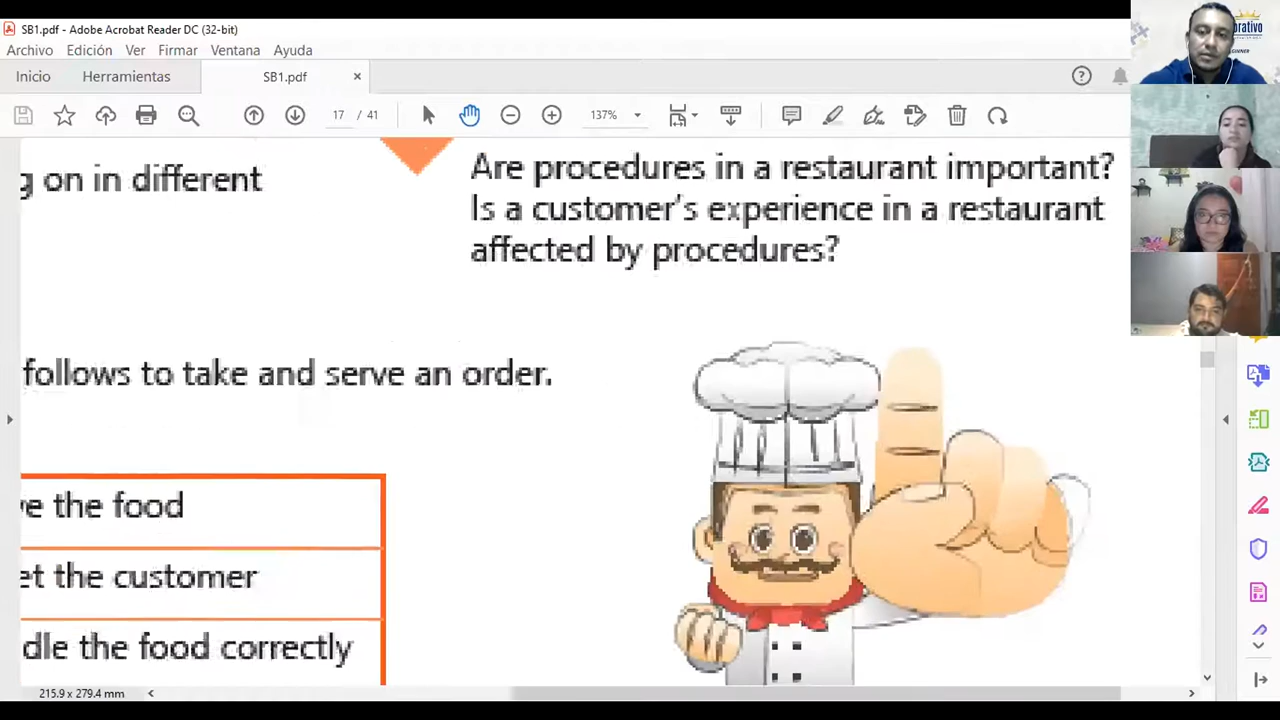 SB1.pdf - Adobe Acrobat Reader DC (32-bit)
Archivo Edición Ver Firmar Ventana Ayuda
Inicio Herramientas SB1.pdf ×
17 / 41 137%
g on in different
Are procedures in a restaurant important?
Is a customer's experience in a restaurant
affected by procedures?
follows to take and serve an order.
ve the food
et the customer
dle the food correctly
215.9 x 279.4 mm
orativo
GINNER